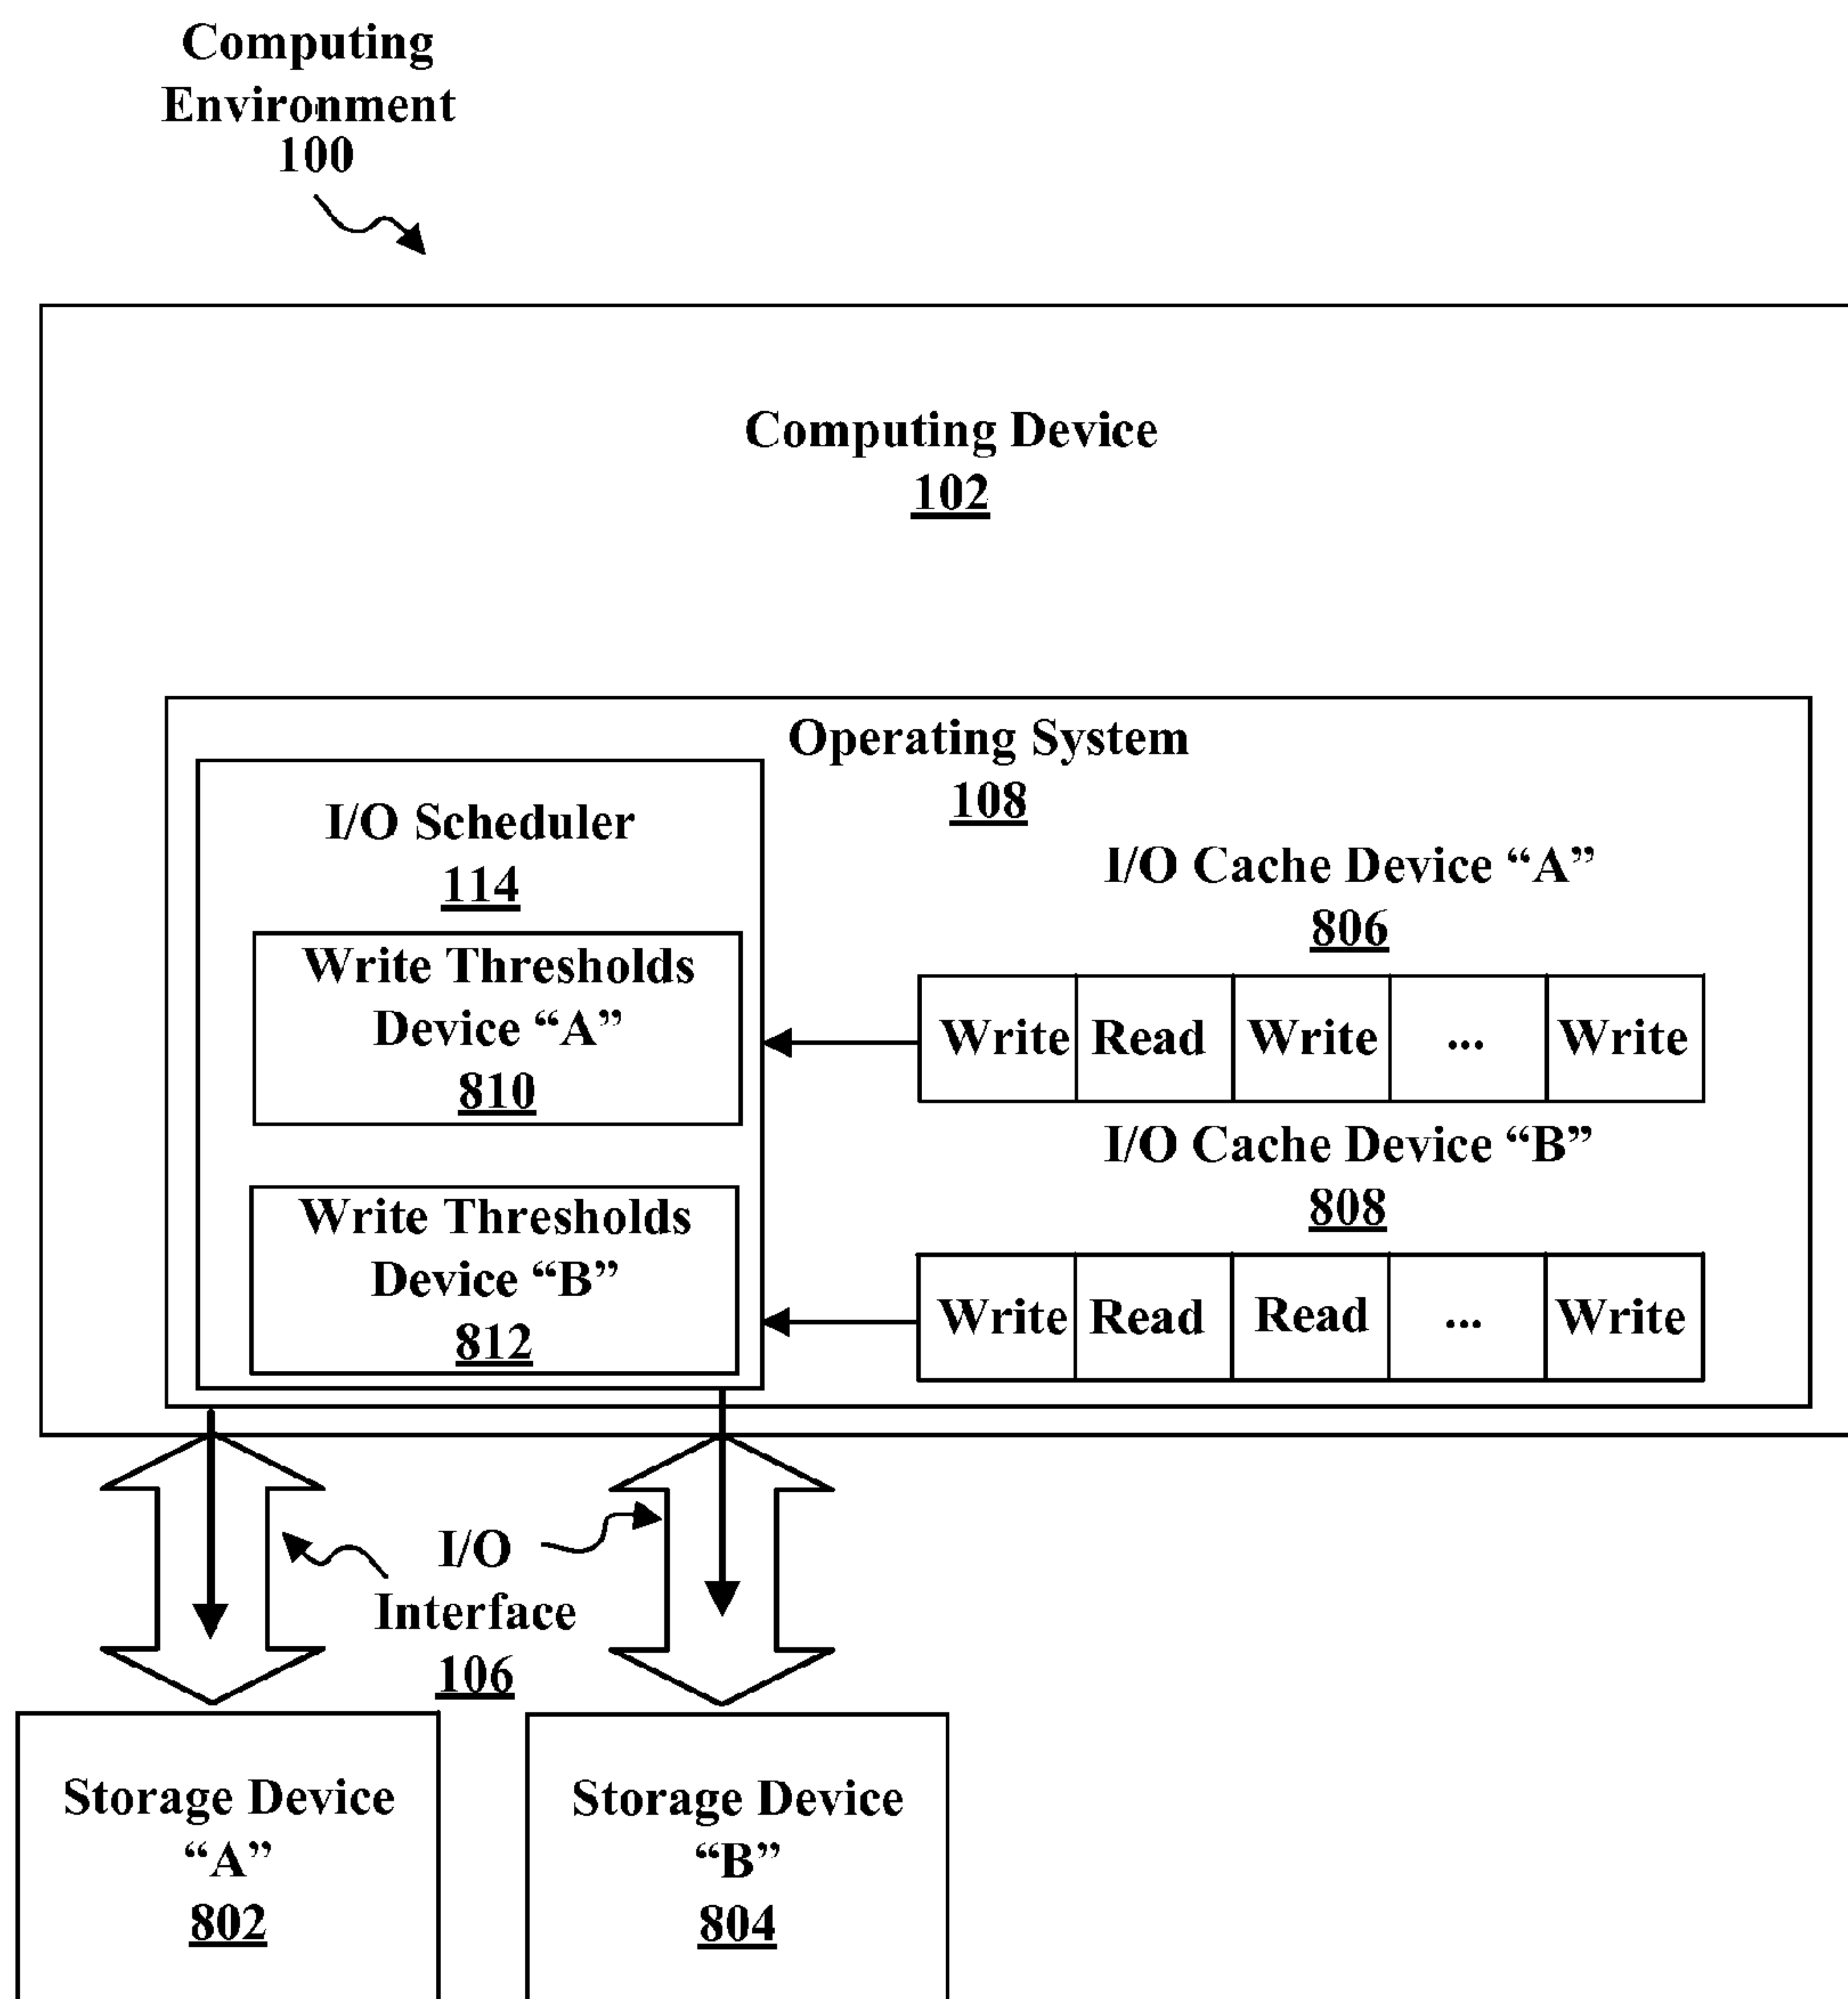 Computing
Environment
100
Computing Device
102
Operating System
108
I/O Scheduler
114
Write Thresholds
Device “A”
810
Write Thresholds
Device “B”
812
I/O Cache Device “A”
806
Write Read Write ... Write
I/O Cache Device “B”
808
Write Read Read ... Write
I/O
Interface
106
Storage Device
“A”
802
Storage Device
“B”
804